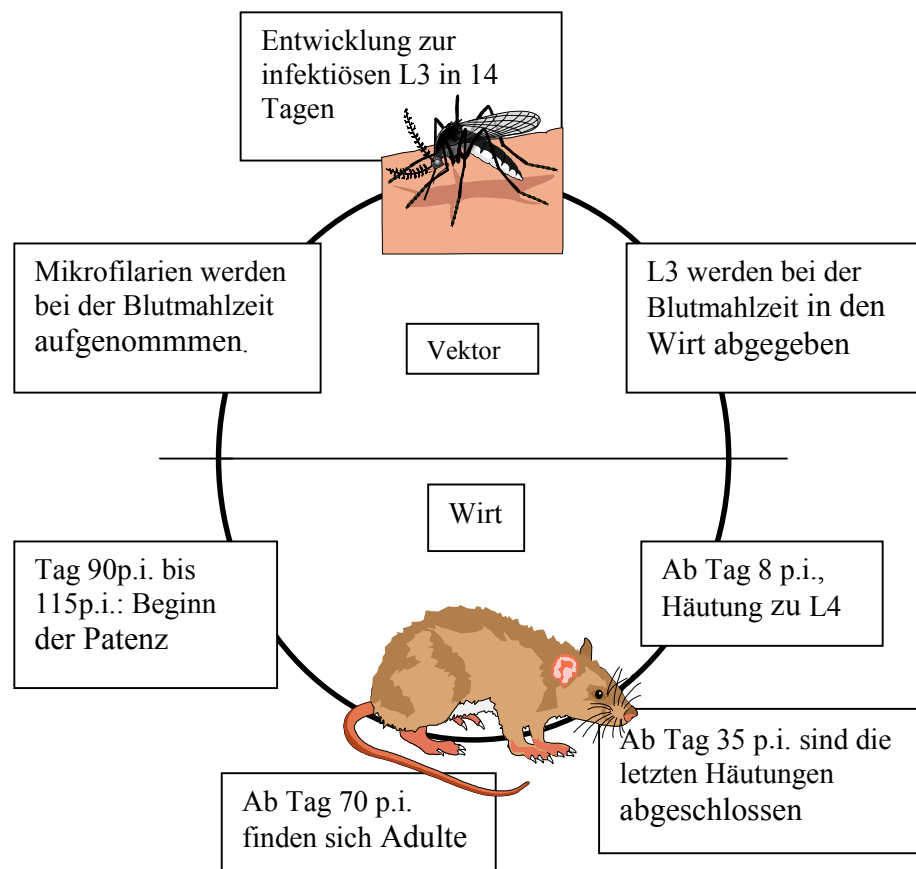 Entwicklung zur
infektiösen L3 in 14
Tagen
Mikrofilarien werden
bei der Blutmahlzeit
aufgenommmen.
L3 werden bei der
Blutmahlzeit in den
Wirt abgegeben
Vektor
Wirt
Tag 90p.i. bis
115p.i.: Beginn
der Patenz
Ab Tag 8 p.i.,
Häutung zu L4
Ab Tag 35 p.i. sind die
letzten Häutungen
abgeschlossen
Ab Tag 70 p.i.
finden sich Adulte